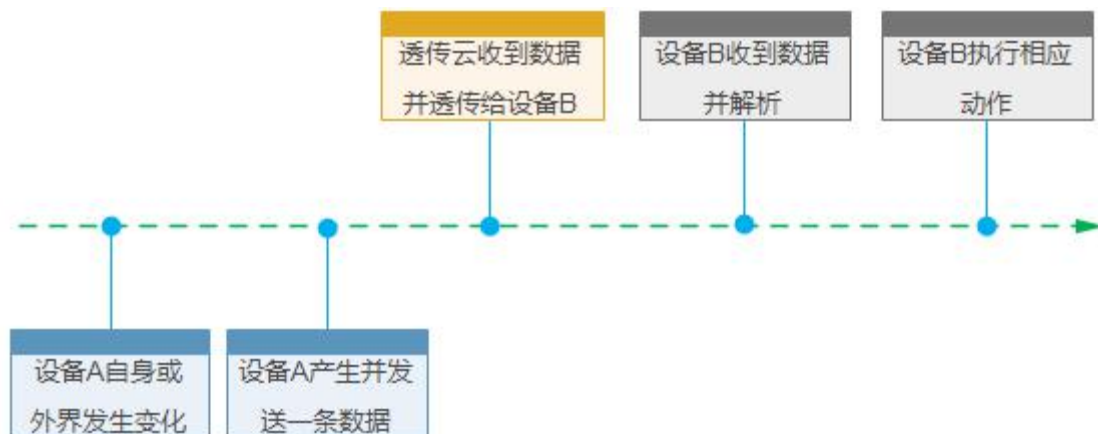 透传云收到数据
并透传给设备B
设备B收到数据
并解析
设备B执行相应
动作
设备A自身或
外界发生变化
设备A产生并发
送一条数据